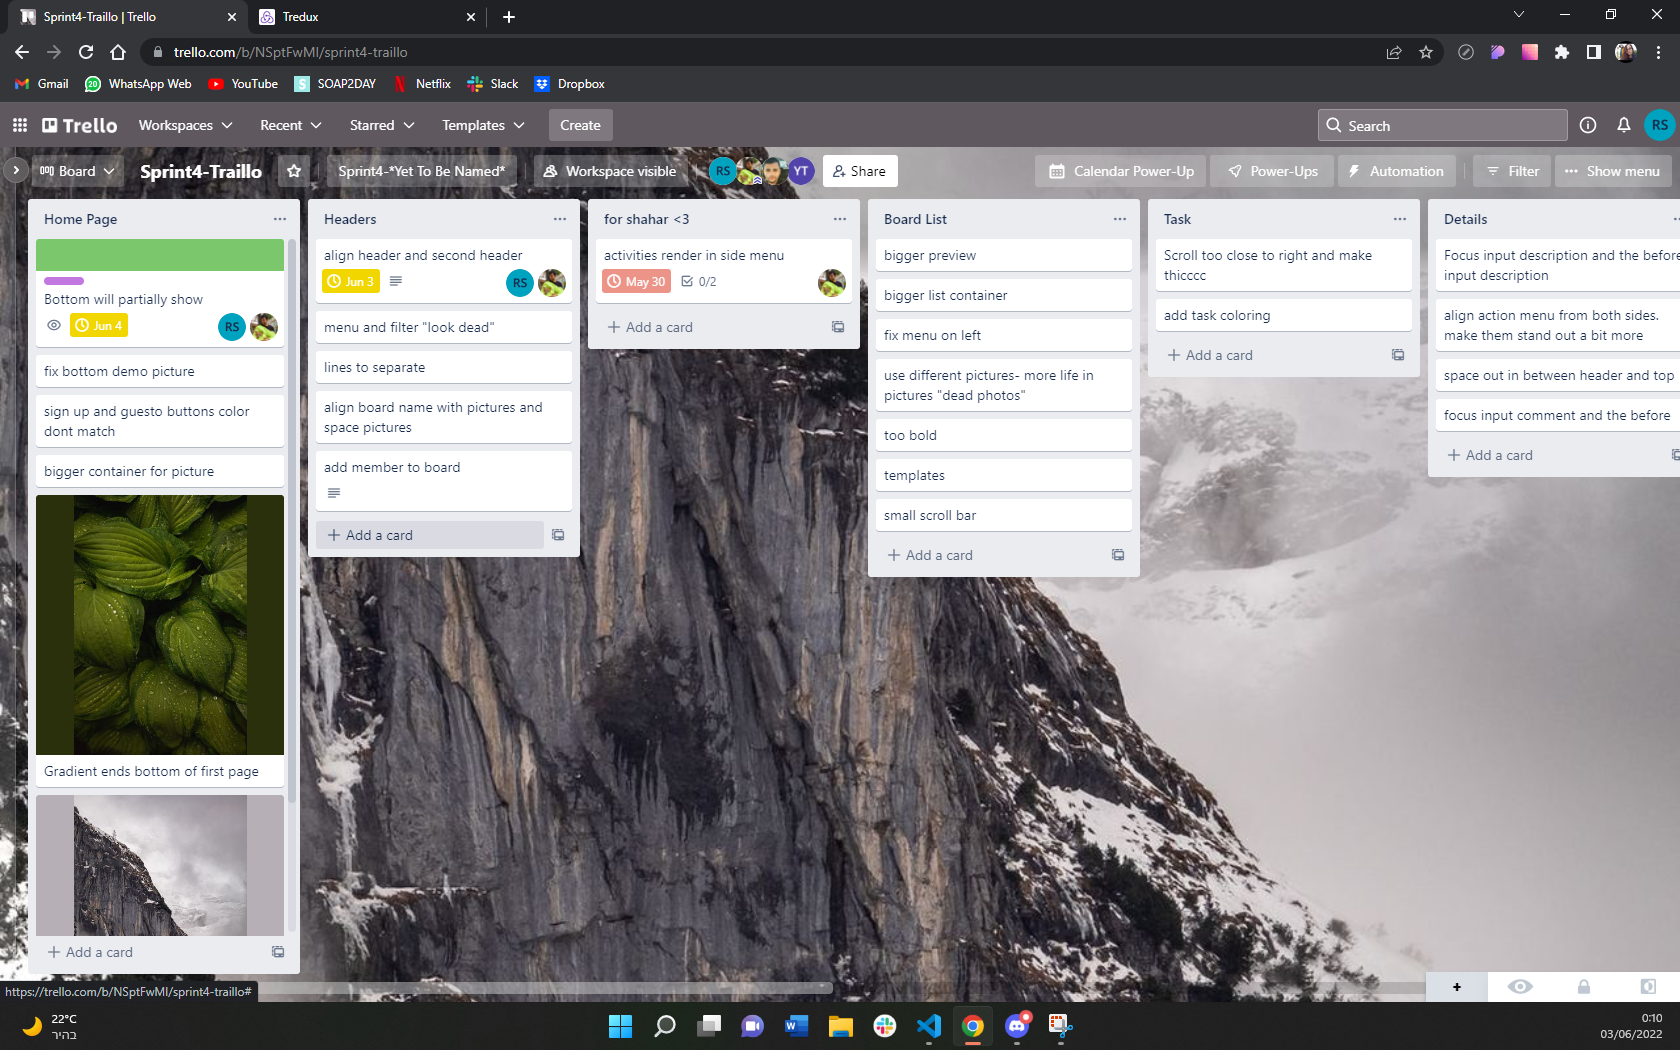 Sprint4-Traillo | Trello
Tredux
trello.com/b/NSptFwMI/sprint4-traillo
Gmail
20
WhatsApp Web
YouTube
S
SOAP2DAY
N
Netflix
Slack
Dropbox
Trello
Workspaces
Recent
Starred
Templates
Create
Search
RS
Board
Sprint4-Traillo
Sprint4-*Yet To Be Named*
Workspace visible
RS
YT
Share
Calendar Power-Up
Power-Ups
Automation
Filter
Show menu
Home Page
Bottom will partially show
Jun 4
RS
fix bottom demo picture
sign up and guesto buttons color
dont match
bigger container for picture
Gradient ends bottom of first page
+ Add a card
Headers
align header and second header
Jun 3
RS
menu and filter "look dead"
lines to separate
align board name with pictures and
space pictures
add member to board
+ Add a card
for shahar <3
activities render in side menu
May 30
0/2
+ Add a card
Board List
bigger preview
bigger list container
fix menu on left
use different pictures- more life in
pictures "dead photos"
too bold
templates
small scroll bar
+ Add a card
Task
Scroll too close to right and make
thicccc
add task coloring
+ Add a card
Details
Focus input description and the before
input description
align action menu from both sides.
make them stand out a bit more
space out in between header and top
focus input comment and the before
+ Add a card
https://trello.com/b/NSptFwMI/sprint4-traillo#
+
22°C
בהיר
W
0:10
03/06/2022